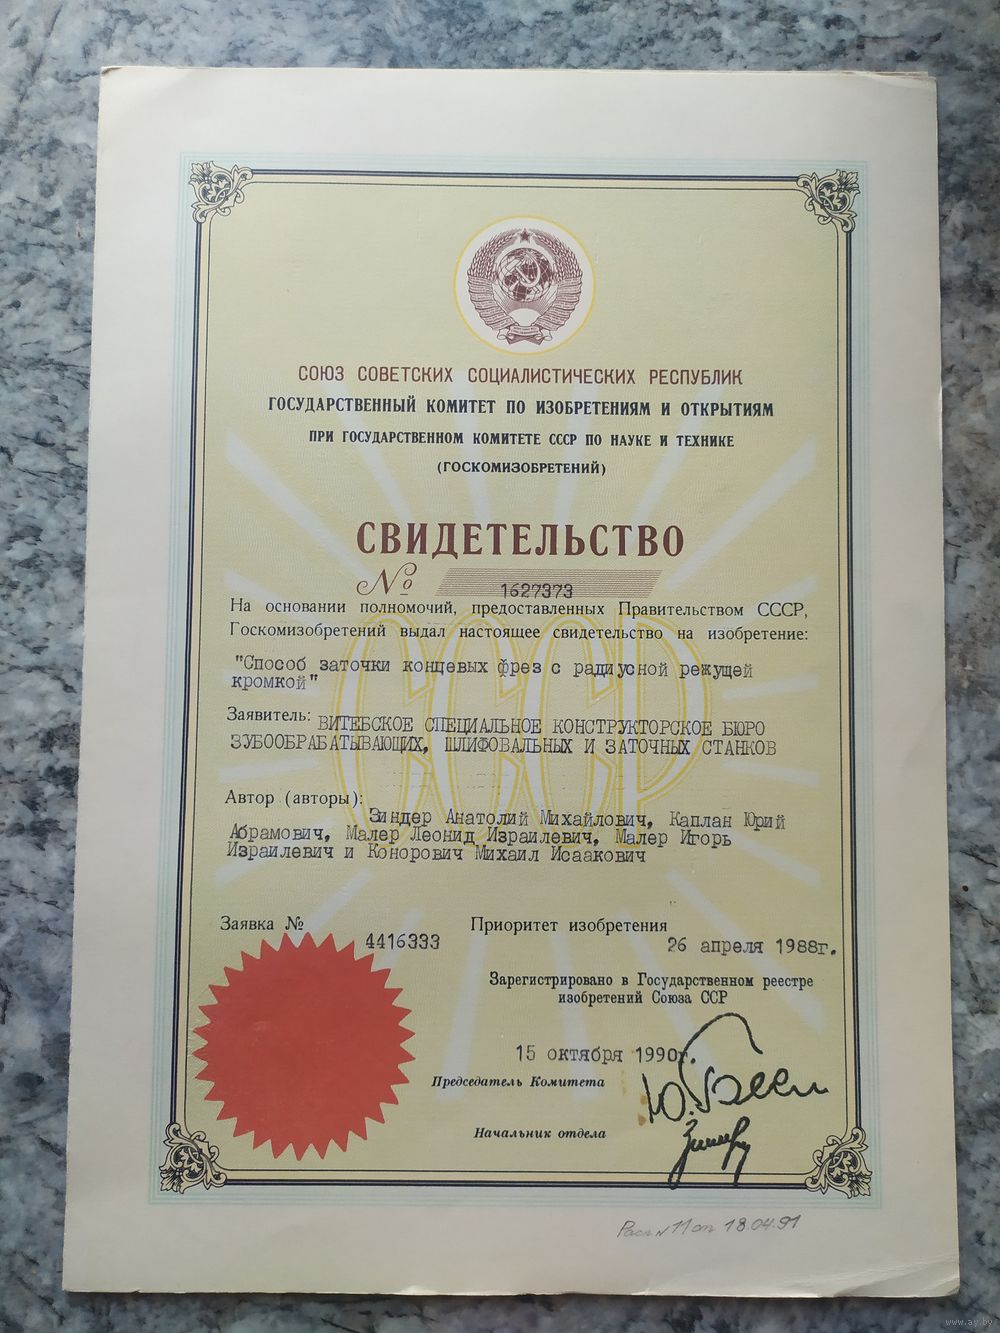 СОЮЗ СОВЕТСКИХ СОЦИАЛИСТИЧЕСКИХ РЕСПУБЛИК
ГОСУДАРСТВЕННЫЙ КОМИТЕТ ПО ИЗОБРЕТЕНИЯМ И ОТКРЫТИЯМ
ПРИ ГОСУДАРСТВЕННОМ КОМИТЕТЕ СССР ПО НАУКЕ И ТЕХНИКЕ
(ГОСКОМИЗОБРЕТЕНИЙ)
СВИДЕТЕЛЬСТВО
№ 1627373
На основании полномочий, предоставленных Правительством СССР,
Госкомизобретений выдал настоящее свидетельство на изобретение:
"Способ заточки концевых фрез с радиусной режущей
кромкой"
Заявитель: ВИТЕБСКОЕ СПЕЦИАЛЬНОЕ КОНСТРУКТОРСКОЕ БЮРО
ЗУБООБРАБАТЫВАЮЩИХ, ШЛИФОВАЛЬНЫХ И ЗАТОЧНЫХ СТАНКОВ
СССР
Автор (авторы):
Зиндер Анатолий Михайлович, Каплан Юрий
Абрамович, Малер Леонид Израилевич, Малер Игорь
Израилевич и Конорович Михаил Исаакович
Заявка № 4416333
Приоритет изобретения 26 апреля 1988г.
Зарегистрировано в Государственном реестре
изобретений Союза ССР
15 октября 1990г.
Председатель Комитета
Начальник отдела
18.04.91
www.ay.by